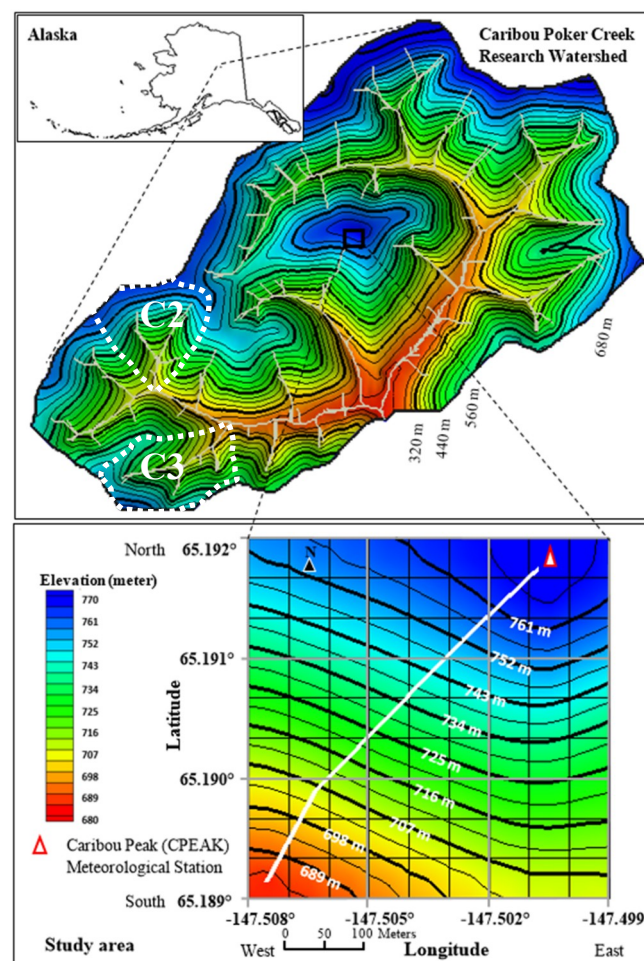 Alaska
Caribou Poker Creek
Research Watershed
C2
C3
680 m
560 m
440 m
320 m
North
65.192°
N
Elevation (meter)
770
761
752
743
734
725
716
707
698
689
680
761 m
752 m
743 m
734 m
725 m
716 m
707 m
698 m
689 m
65.191°
Latitude
65.190°
Caribou Peak (CPEAK)
Meteorological Station
South
65.189°
-147.508° -147.505° -147.502° -147.499°
West
0 50 100 Meters
Longitude
East
Study area